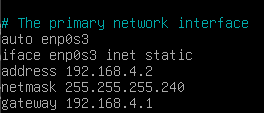 # The primary network interface
auto enp0s3
iface enp0s3 inet static
address 192.168.4.2
netmask 255.255.255.240
gateway 192.168.4.1